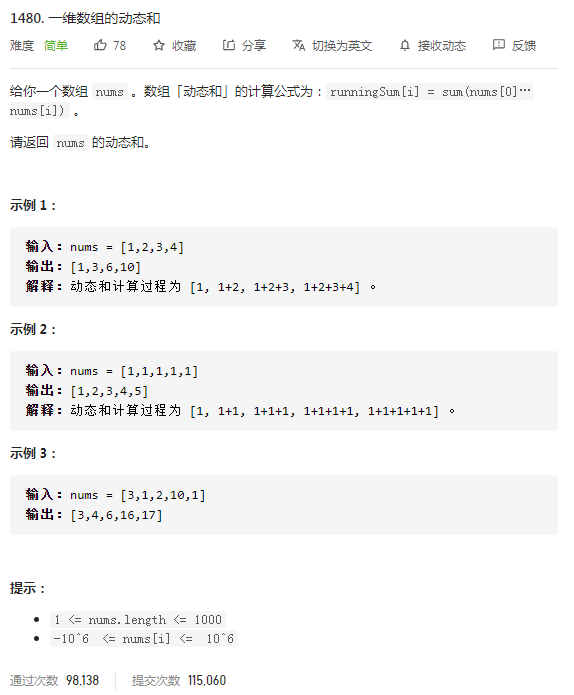 1480. 一维数组的动态和
难度 简单 78 收藏 分享 切换为英文 接收动态 反馈
给你一个数组 nums 。数组「动态和」的计算公式为：runningSum[i] = sum(nums[0]…
nums[i]) 。
请返回 nums 的动态和。
示例 1：
输入：nums = [1,2,3,4]
输出：[1,3,6,10]
解释：动态和计算过程为 [1, 1+2, 1+2+3, 1+2+3+4] 。
示例 2：
输入：nums = [1,1,1,1,1]
输出：[1,2,3,4,5]
解释：动态和计算过程为 [1, 1+1, 1+1+1, 1+1+1+1, 1+1+1+1+1] 。
示例 3：
输入：nums = [3,1,2,10,1]
输出：[3,4,6,16,17]
提示：
1 <= nums.length <= 1000
-10^6 <= nums[i] <= 10^6
通过次数 98,138 提交次数 115,060